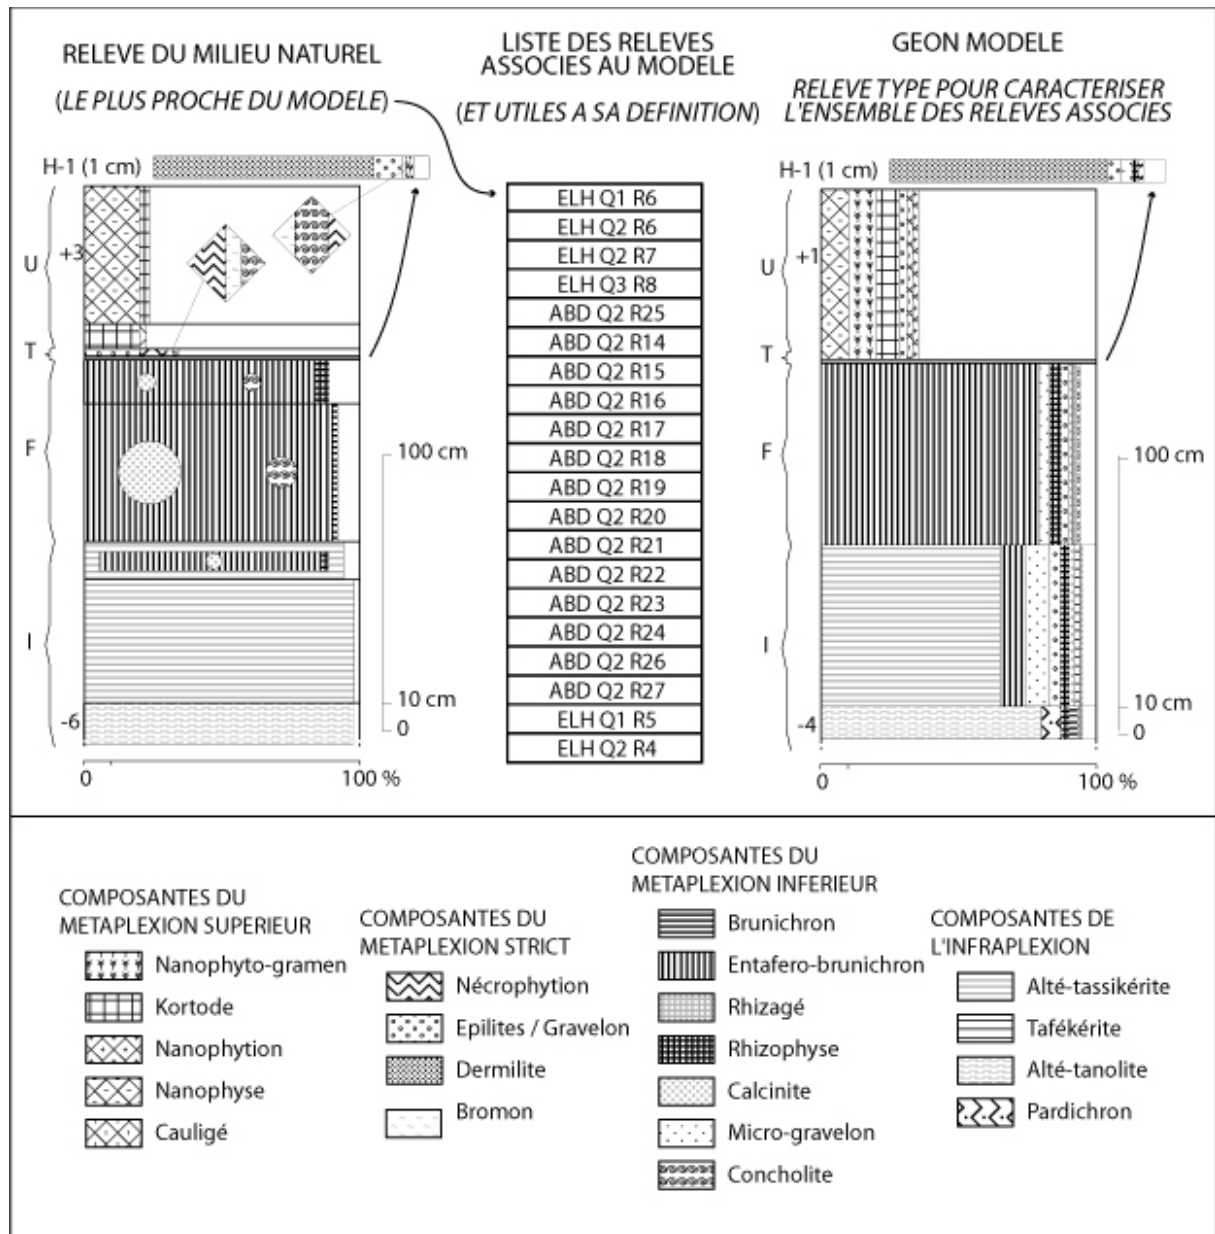 RELEVE DU MILIEU NATUREL
(LE PLUS PROCHE DU MODELE)
LISTE DES RELEVES
ASSOCIES AU MODELE
(ET UTILES A SA DEFINITION)
GEON MODELE
RELEVE TYPE POUR CARACTERISER
L'ENSEMBLE DES RELEVES ASSOCIES
H-1 (1 cm)
U
+3
T
F
I
-6
100 cm
10 cm
0
0
100 %
ELH Q1 R6
ELH Q2 R6
ELH Q2 R7
ELH Q3 R8
ABD Q2 R25
ABD Q2 R14
ABD Q2 R15
ABD Q2 R16
ABD Q2 R17
ABD Q2 R18
ABD Q2 R19
ABD Q2 R20
ABD Q2 R21
ABD Q2 R22
ABD Q2 R23
ABD Q2 R24
ABD Q2 R26
ABD Q2 R27
ELH Q1 R5
ELH Q2 R4
H-1 (1 cm)
U
+1
T
F
I
-4
100 cm
10 cm
0
0
100 %
COMPOSANTES DU
METAPLEXION SUPERIEUR
Nanophyto-gramen
Kortode
Nanophytion
Nanophyse
Cauligé
COMPOSANTES DU
METAPLEXION STRICT
Nécrophytion
Epilites / Gravelon
Dermilite
Bromon
COMPOSANTES DU
METAPLEXION INFERIEUR
Brunichron
Entafero-brunichron
Rhizagé
Rhizophyse
Calcinite
Micro-gravelon
Concholite
COMPOSANTES DE
L'INFRAPLEXION
Alté-tassikérite
Tafékérite
Alté-tanolite
Pardichron